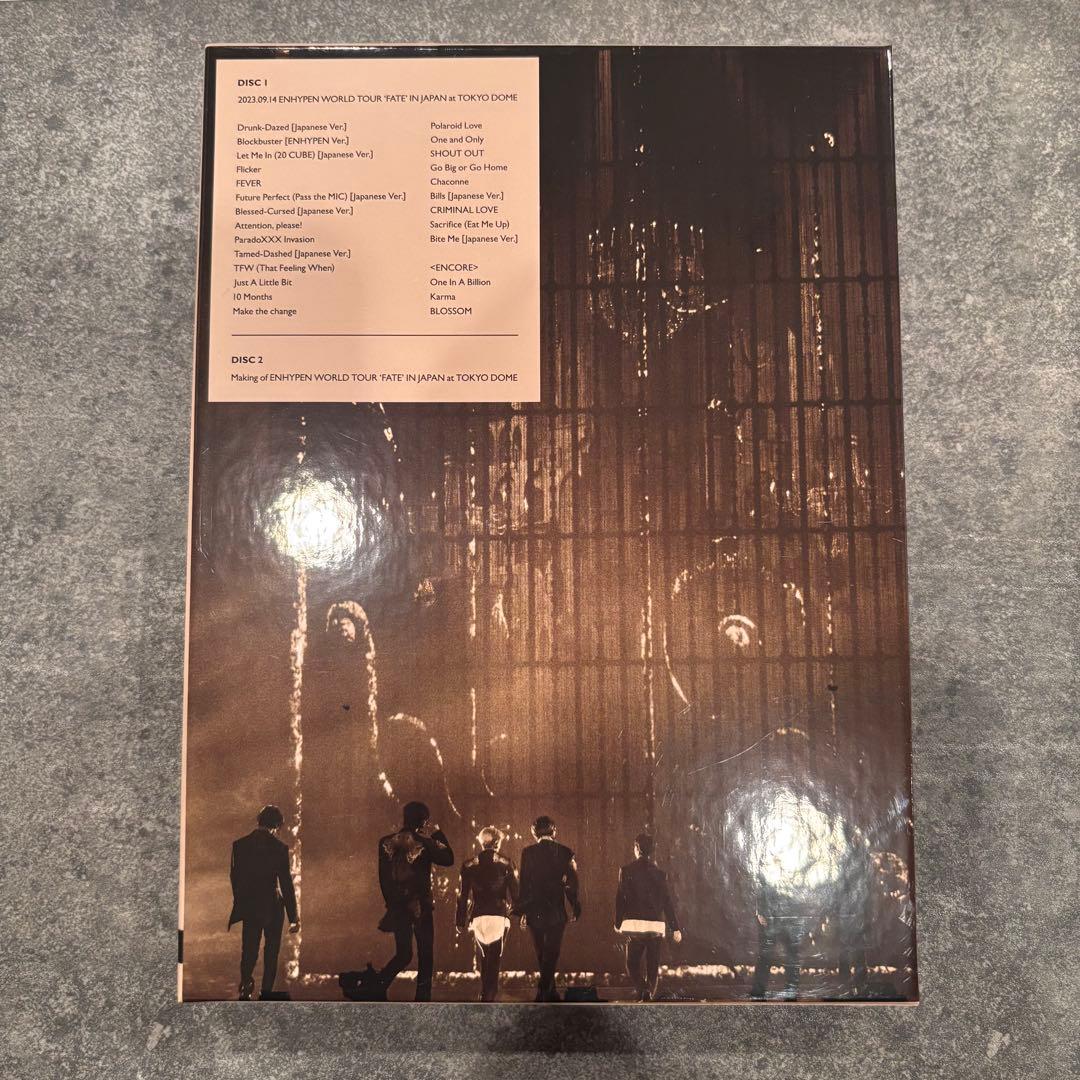 DISC 1
2023.09.14 ENHYPEN WORLD TOUR 'FATE' IN JAPAN at TOKYO DOME
Drunk-Dazed [Japanese Ver.]
Blockbuster [ENHYPEN Ver.]
Let Me In (20 CUBE) [Japanese Ver.]
Flicker
FEVER
Future Perfect (Pass the MIC) [Japanese Ver.]
Blessed-Cursed [Japanese Ver.]
Attention, please!
ParadoXXX Invasion
Tamed-Dashed [Japanese Ver.]
TFW (That Feeling When)
Just A Little Bit
10 Months
Make the change
Polaroid Love
One and Only
SHOUT OUT
Go Big or Go Home
Chaconne
Bills [Japanese Ver.]
CRIMINAL LOVE
Sacrifice (Eat Me Up)
Bite Me [Japanese Ver.]
<ENCORE>
One In A Billion
Karma
BLOSSOM
DISC 2
Making of ENHYPEN WORLD TOUR 'FATE' IN JAPAN at TOKYO DOME